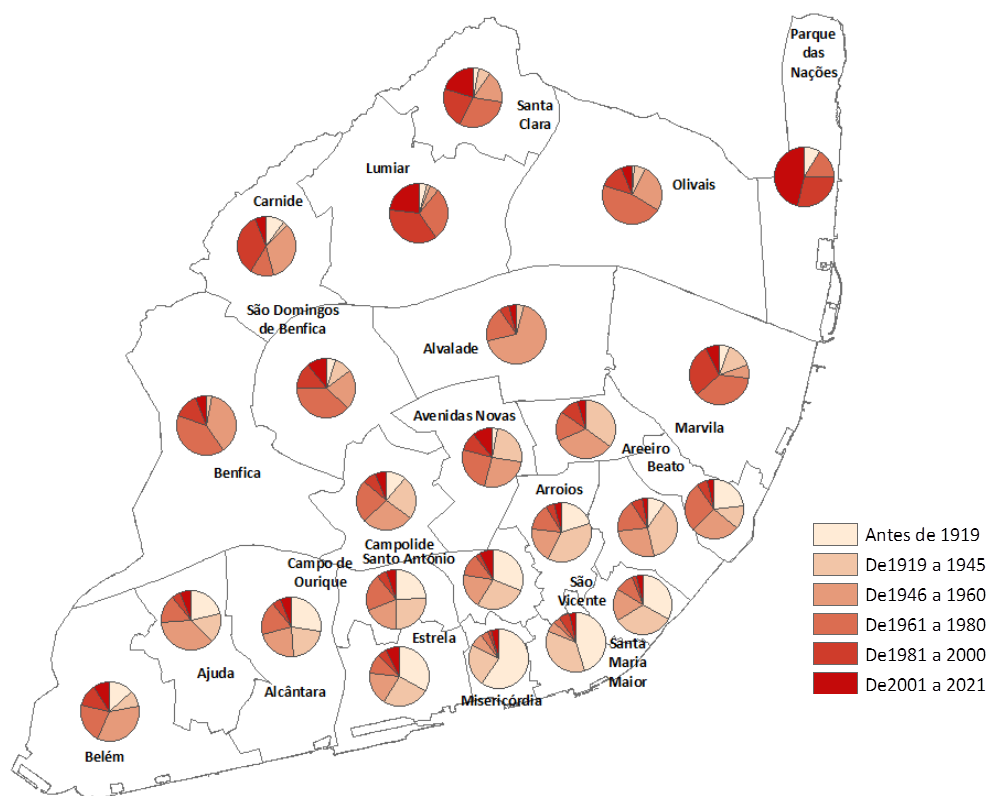 Parque
das
Nações
Santa
Clara
Lumiar
Olivais
Carnide
São Domingos
de Benfica
Alvalade
Avenidas Novas
Marvila
Areeiro
Beato
Benfica
Arroios
Campolide
Santo António
Campo de
Ourique
São
Vicente
Estrela
Santa
Maria
Maior
Ajuda
Alcântara
Misericórdia
Belém
Antes de 1919
De1919 a 1945
De1946 a 1960
De1961 a 1980
De1981 a 2000
De2001 a 2021